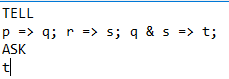 TELL
p => q; r => s; q & s => t;
ASK
t